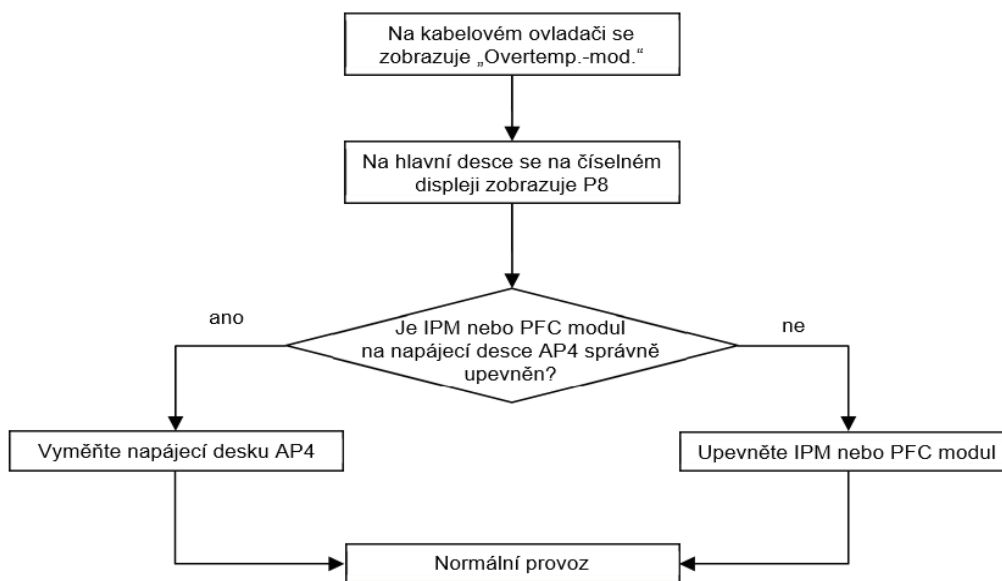 Na kabelovém ovladači se
zobrazuje „Overtemp.-mod.“
Na hlavní desce se na číselném
displeji zobrazuje P8
ano
Je IPM nebo PFC modul
na napájecí desce AP4 správně
upevněn?
ne
Vyměňte napájecí desku AP4
Upevněte IPM nebo PFC modul
Normální provoz